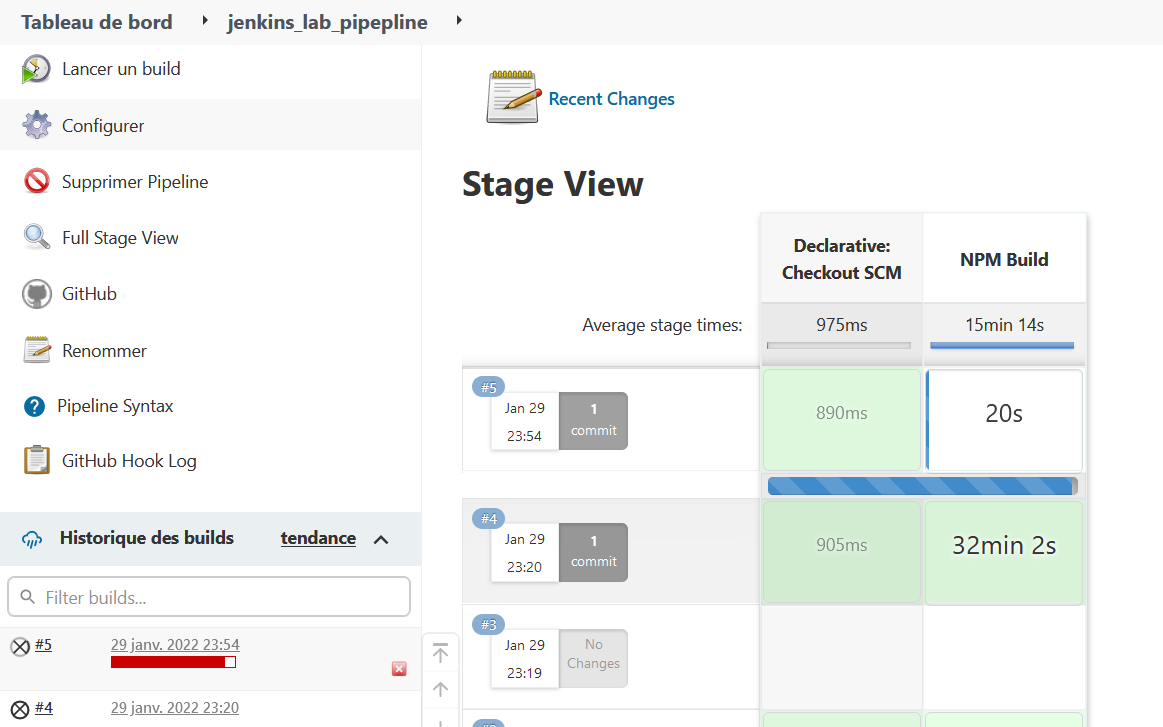 Tableau de bord
jenkins_lab_pipepline
Lancer un build
Configurer
Supprimer Pipeline
Full Stage View
GitHub
Renommer
Pipeline Syntax
GitHub Hook Log
Historique des builds
tendance
Filter builds...
#5
29 janv. 2022 23:54
#4
29 janv. 2022 23:20
Recent Changes
Stage View
Declarative:
Checkout SCM
NPM Build
Average stage times:
975ms
15min 14s
#5
Jan 29
23:54
1
commit
890ms
20s
#4
Jan 29
23:20
1
commit
905ms
32min 2s
#3
Jan 29
23:19
No
Changes